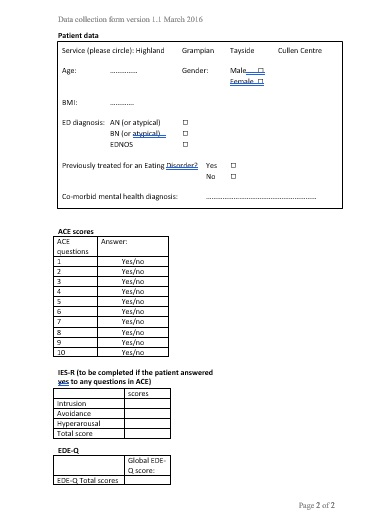 Data collection form version 1.1 March 2016
Patient data
Service (please circle): Highland Grampian Tayside Cullen Centre
Age: ............. Gender: Male ☐
Female ☐
BMI: ............
ED diagnosis: AN (or atypical) ☐
BN (or atypical) ☐
EDNOS ☐
Previously treated for an Eating Disorder? Yes ☐
No ☐
Co-morbid mental health diagnosis: ......................................................
ACE scores
ACE Answer:
questions
1 Yes/no
2 Yes/no
3 Yes/no
4 Yes/no
5 Yes/no
6 Yes/no
7 Yes/no
8 Yes/no
9 Yes/no
10 Yes/no
IES-R (to be completed if the patient answered
yes to any questions in ACE)
scores
Intrusion
Avoidance
Hyperarousal
Total score
EDE-Q
Global EDE-
Q score:
EDE-Q Total scores
Page 2 of 2